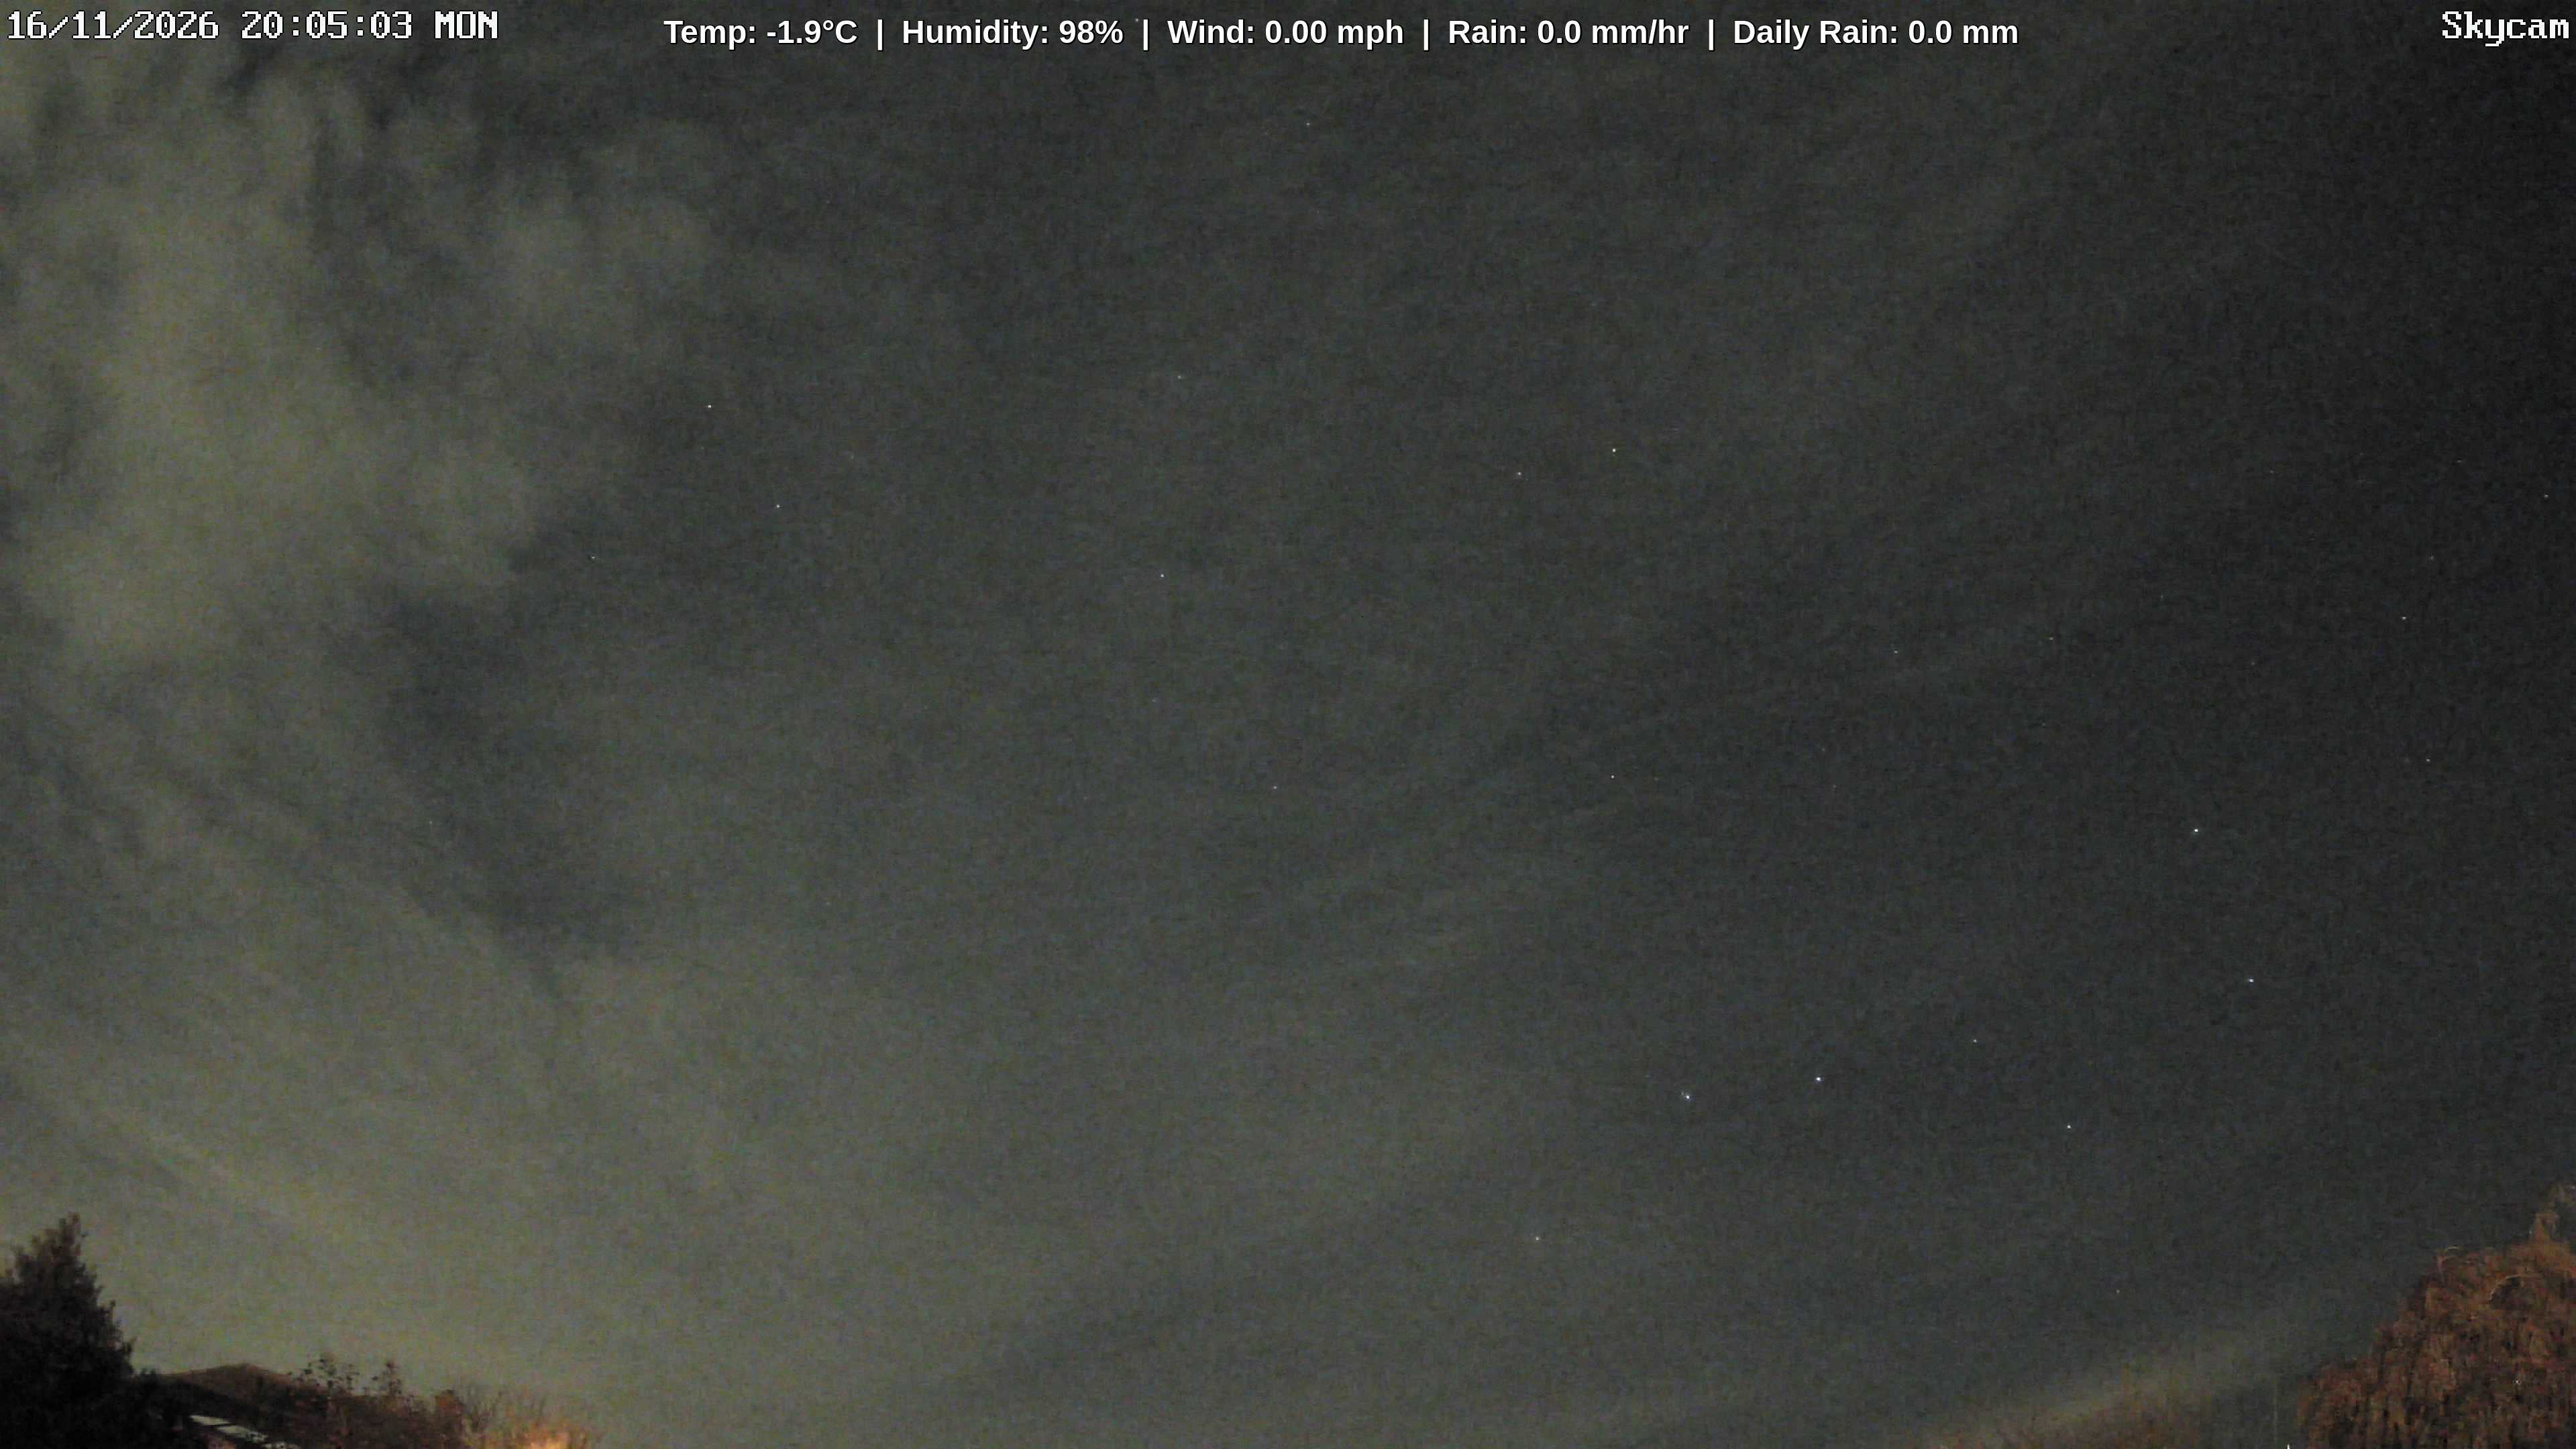 16/11/2026 20:05:03 MON
Temp: -1.9°C | Humidity: 98% | Wind: 0.00 mph | Rain: 0.0 mm/hr | Daily Rain: 0.0 mm
Skycam